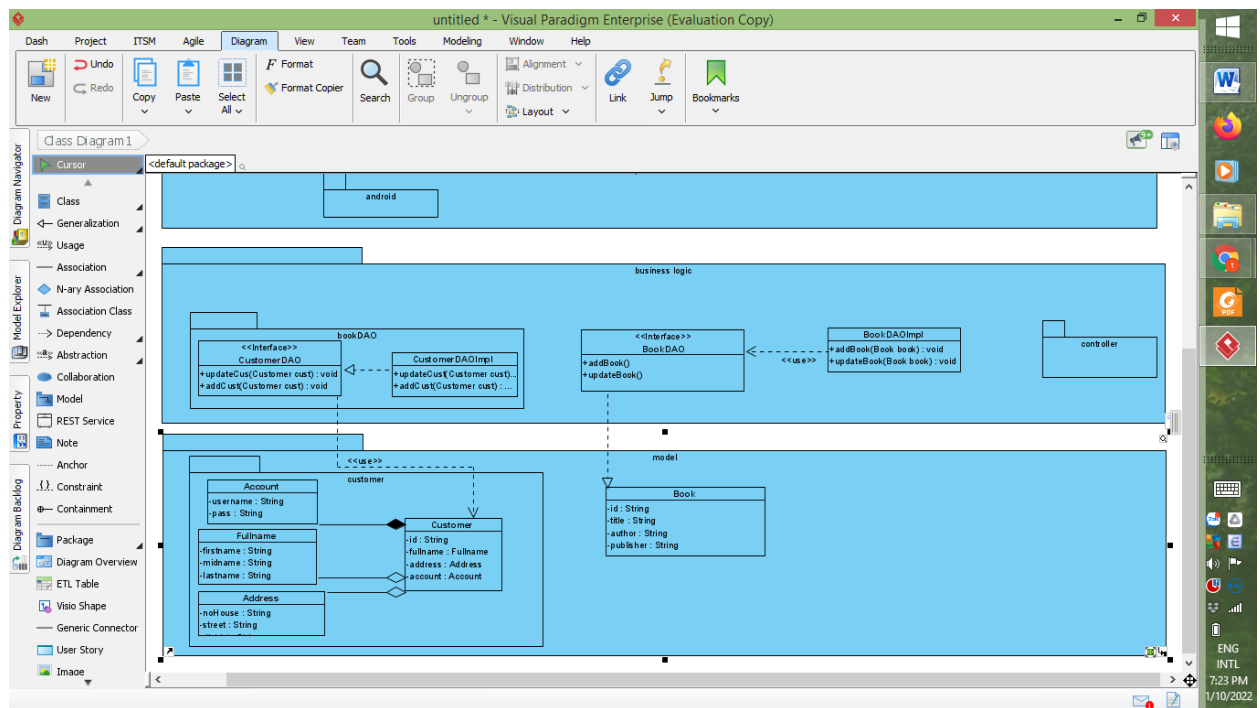 untitled * - Visual Paradigm Enterprise (Evaluation Copy)
Dash Project ITSM Agile Diagram View Team Tools Modeling Window Help
New
Undo
Redo
Copy
Paste
Select All
Format
Format Copier
Search
Group
Ungroup
Alignment
Distribution
Layout
Link
Jump
Bookmarks
Class Diagram1
<default package>
Diagram Navigator
Model Explorer
Property
Diagram Backlog
Cursor
Class
Generalization
Usage
Association
N-ary Association
Association Class
Dependency
Abstraction
Collaboration
Model
REST Service
Note
Anchor
Constraint
Containment
Package
Diagram Overview
ETL Table
Visio Shape
Generic Connector
User Story
Image
android
business logic
bookDAO
<<Interface>>
CustomerDAO
+updateCus(Customer cust) : void
+addCust(Customer cust) : void
CustomerDAOImpl
+updateCust(Customer cust)...
+addCust(Customer cust) : ...
<<Interface>>
BookDAO
+addBook()
+updateBook()
<<use>>
BookDAOImpl
+addBook(Book book) : void
+updateBook(Book book) : void
controller
model
<<use>>
customer
Account
-username : String
-pass : String
Fullname
-firstname : String
-midname : String
-lastname : String
Address
-noHouse : String
-street : String
Customer
-id : String
-fullname : Fullname
-address : Address
-account : Account
Book
-id : String
-title : String
-author : String
-publisher : String
PDF
ENG
INTL
7:23 PM
1/10/2022